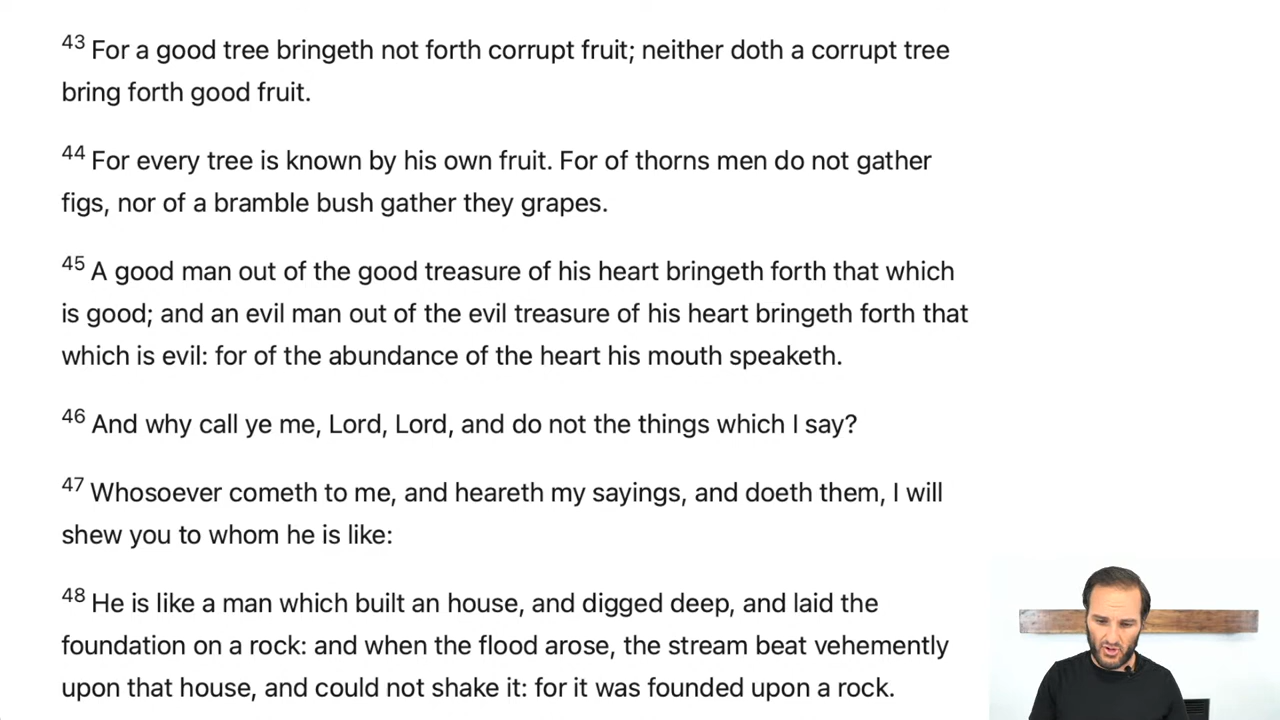 43 For a good tree bringeth not forth corrupt fruit; neither doth a corrupt tree
bring forth good fruit.
44 For every tree is known by his own fruit. For of thorns men do not gather
figs, nor of a bramble bush gather they grapes.
45 A good man out of the good treasure of his heart bringeth forth that which
is good; and an evil man out of the evil treasure of his heart bringeth forth that
which is evil: for of the abundance of the heart his mouth speaketh.
46 And why call ye me, Lord, Lord, and do not the things which I say?
47 Whosoever cometh to me, and heareth my sayings, and doeth them, I will
shew you to whom he is like:
48 He is like a man which built an house, and digged deep, and laid the
foundation on a rock: and when the flood arose, the stream beat vehemently
upon that house, and could not shake it: for it was founded upon a rock.